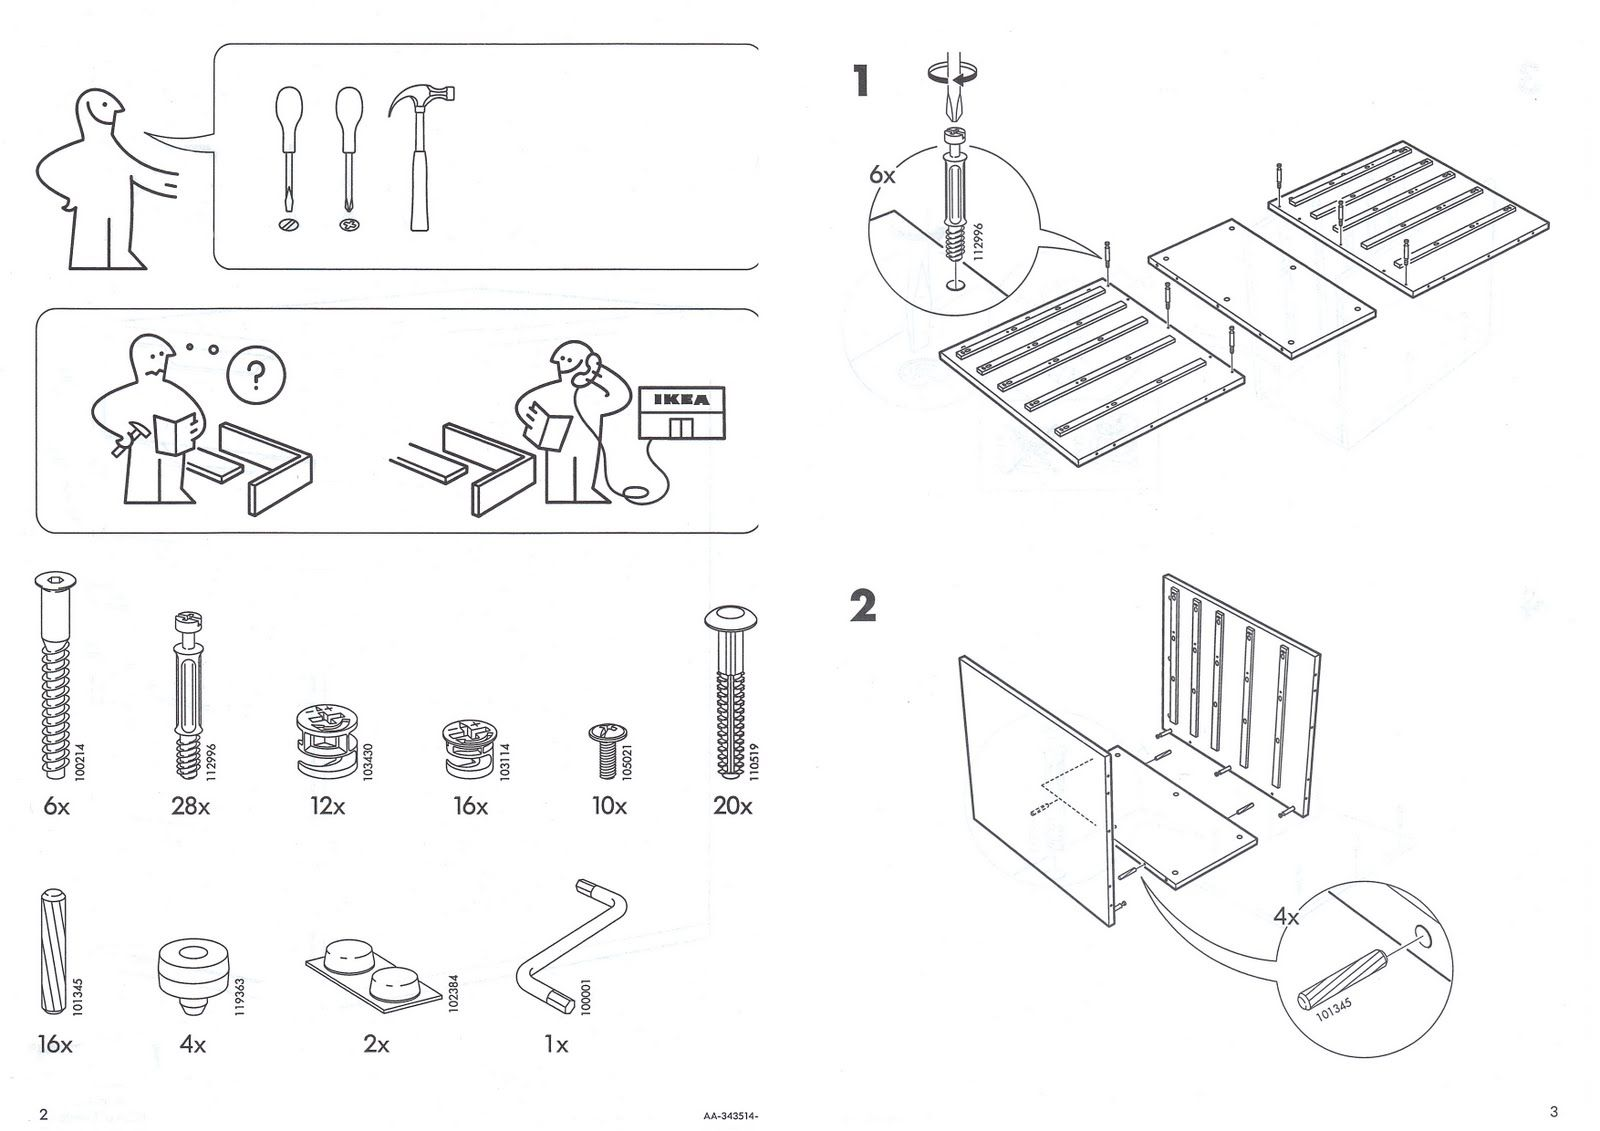 ?
IKEA
100214
6x
112996
28x
103430
12x
103114
16x
105021
10x
110519
20x
101345
16x
119363
4x
102384
2x
100001
1x
2
AA-343514-
1
6x
112996
2
4x
101345
3